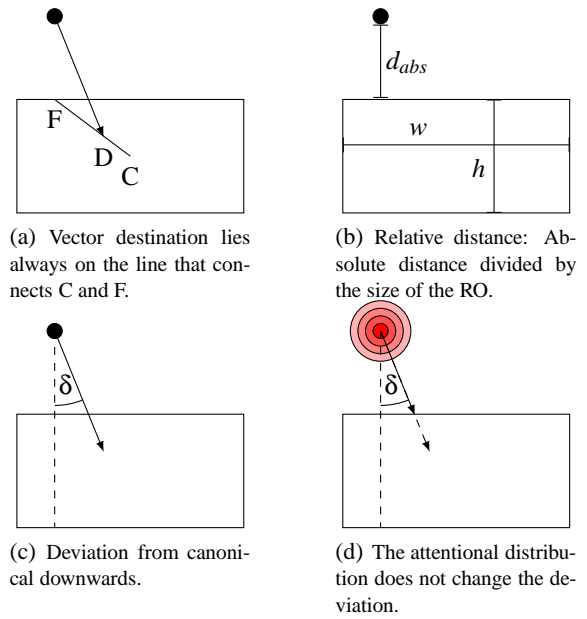 F
D
C
(a) Vector destination lies
always on the line that con-
nects C and F.
d_abs
w
h
(b) Relative distance: Ab-
solute distance divided by
the size of the RO.
δ
(c) Deviation from canoni-
cal downwards.
δ
(d) The attentional distribu-
tion does not change the de-
viation.